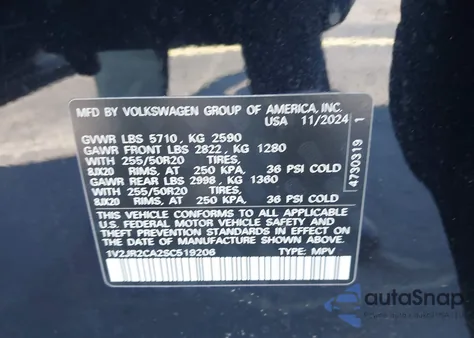 MFD BY VOLKSWAGEN GROUP OF AMERICA, INC.
USA 11/2024
GVWR LBS 5710, KG 2590
GAWR FRONT LBS 2822, KG 1280
WITH 255/50R20 TIRES,
8JX20 RIMS, AT 250 KPA, 36 PSI COLD
GAWR REAR LBS 2998, KG 1360
WITH 255/50R20 TIRES,
8JX20 RIMS, AT 250 KPA, 36 PSI COLD
THIS VEHICLE CONFORMS TO ALL APPLICABLE
U.S. FEDERAL MOTOR VEHICLE SAFETY AND
THEFT PREVENTION STANDARDS IN EFFECT ON
THE DATE OF MANUFACTURE SHOWN ABOVE.
1V2JR2CA2SC519206 TYPE: MPV
4730319 1
autoSnap